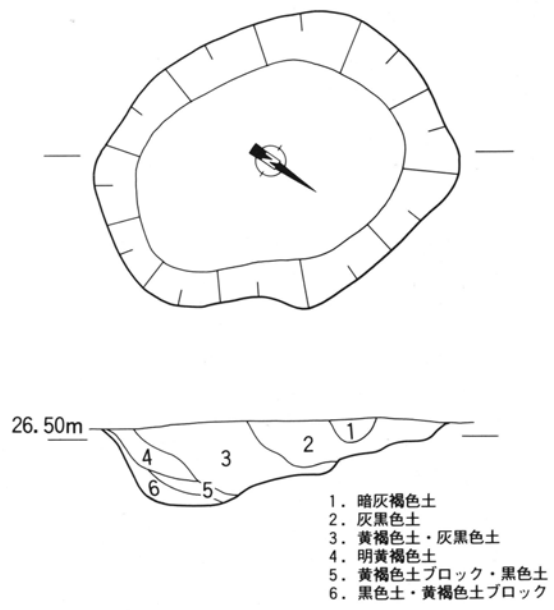 N
26.50m
1
2
3
4
5
6
1. 暗灰褐色土
2. 灰黒色土
3. 黄褐色土・灰黒色土
4. 明黄褐色土
5. 黄褐色土ブロック・黒色土
6. 黒色土・黄褐色土ブロック